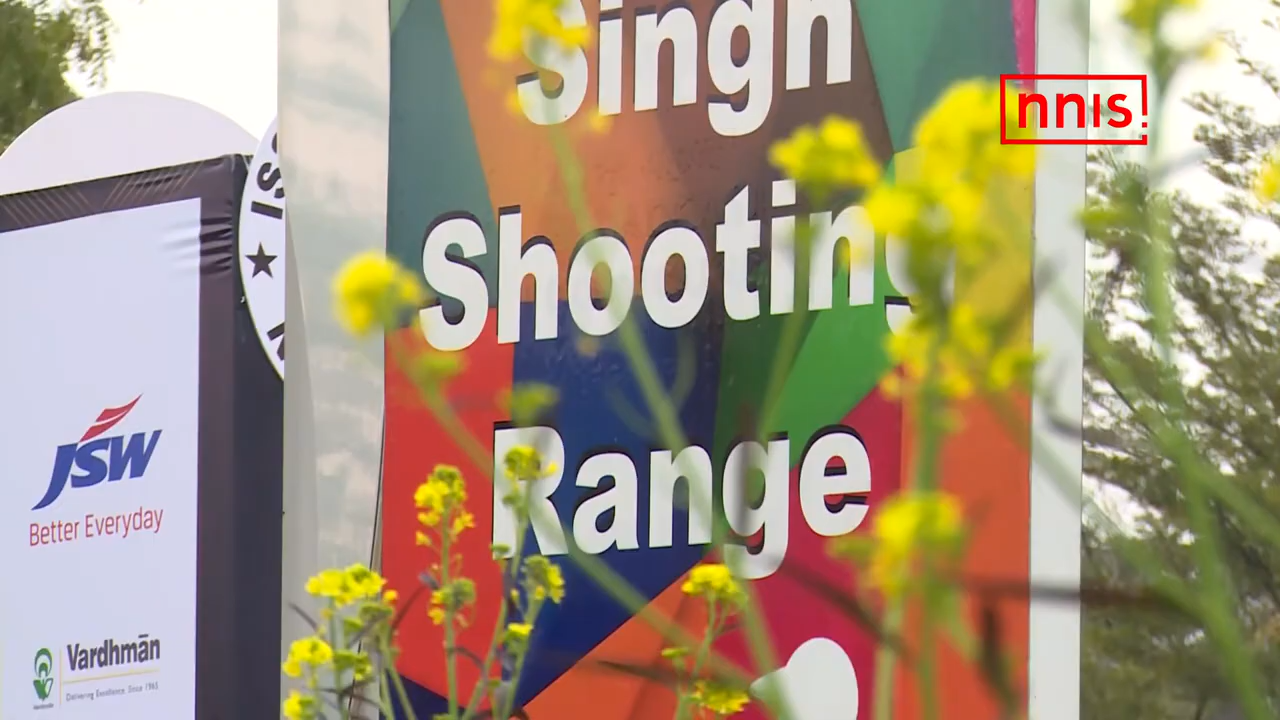 Singh
Shooting
Range
nnis.
JSW
Better Everyday
Vardhmān
Delivering Excellence. Since 1965